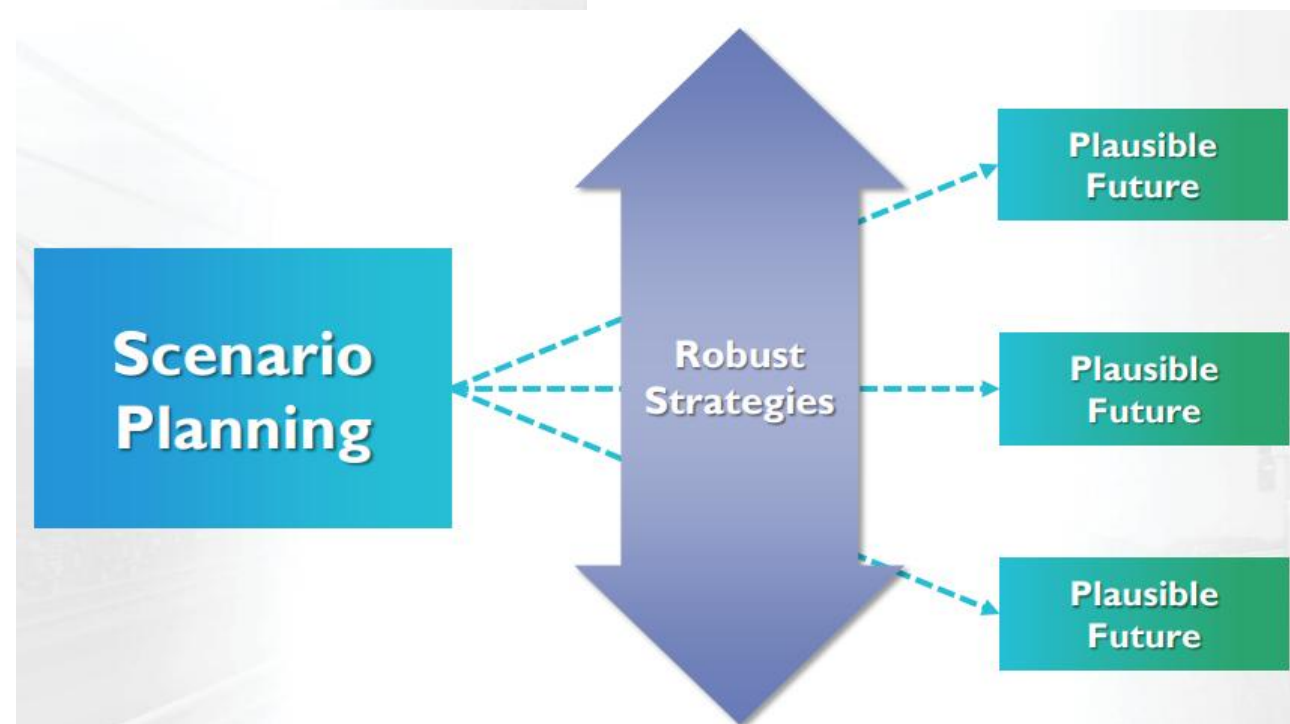 Scenario
Planning
Robust
Strategies
Plausible
Future
Plausible
Future
Plausible
Future